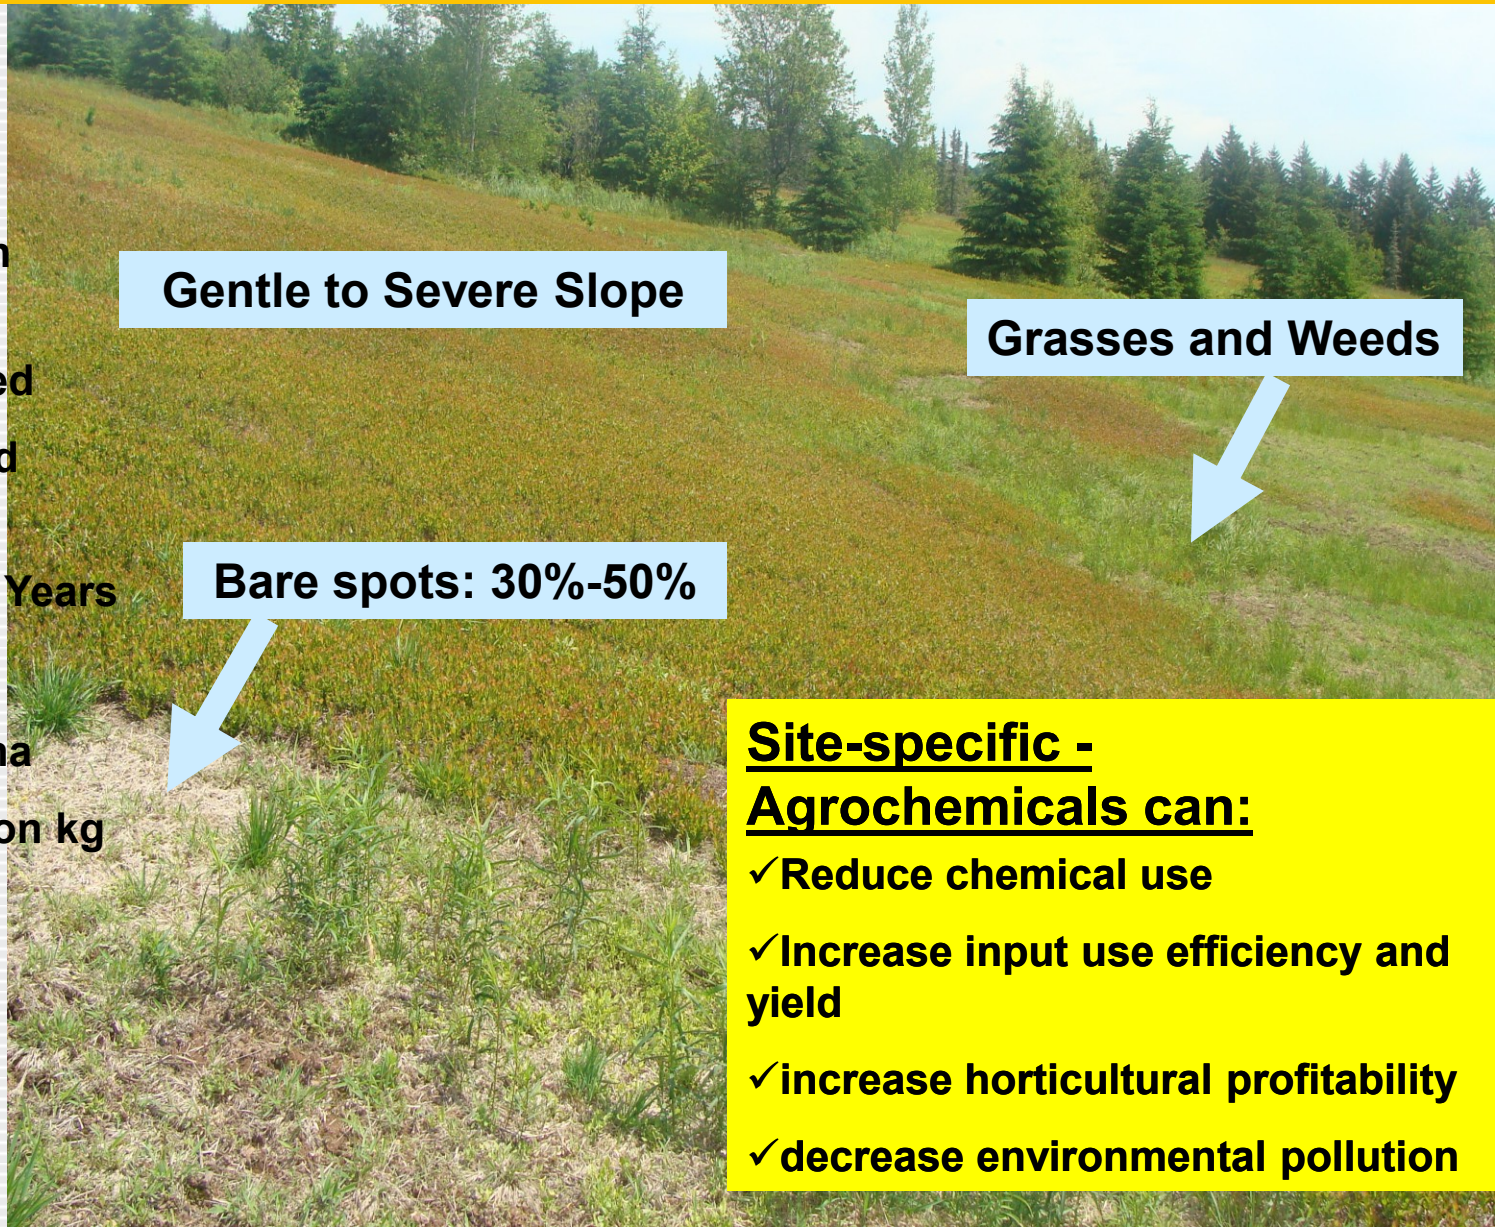 Gentle to Severe Slope
Grasses and Weeds
Years
Bare spots: 30%-50%
on kg
Site-specific -
Agrochemicals can:
✓Reduce chemical use
✓Increase input use efficiency and
yield
✓increase horticultural profitability
✓decrease environmental pollution